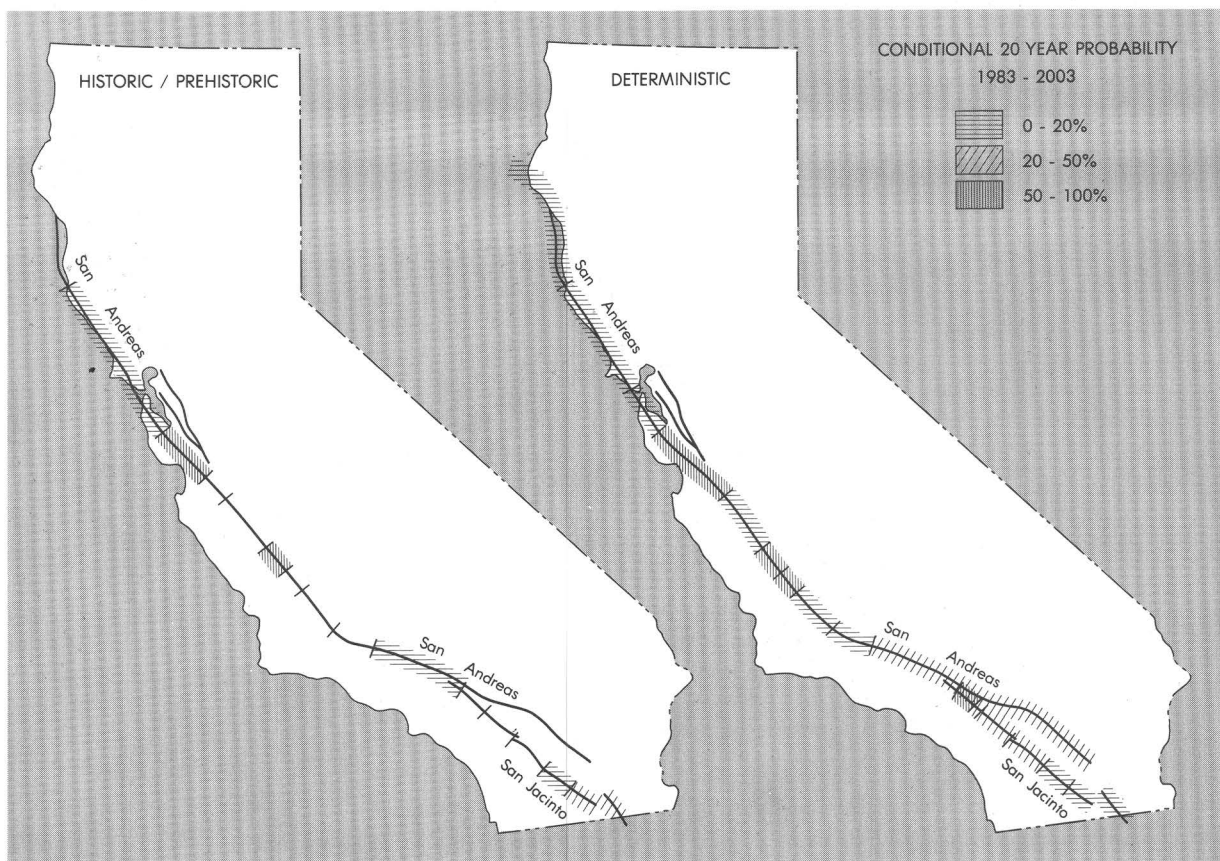 HISTORIC / PREHISTORIC
San
Andreas
San
Andreas
San Jacinto
DETERMINISTIC
San
Andreas
San
Andreas
San Jacinto
CONDITIONAL 20 YEAR PROBABILITY
1983 - 2003
0 - 20%
20 - 50%
50 - 100%